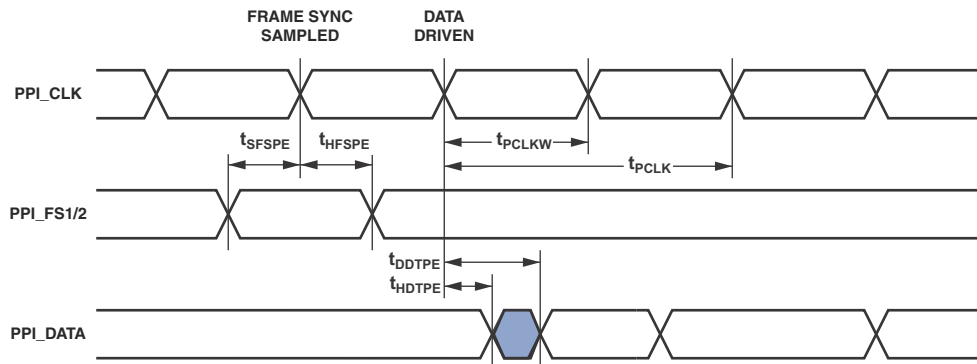 FRAME SYNC
SAMPLED
DATA
DRIVEN
PPI_CLK
tSFSPE
tHFSPE
tPCLKW
tPCLK
PPI_FS1/2
tDDTPE
tHDTPE
PPI_DATA